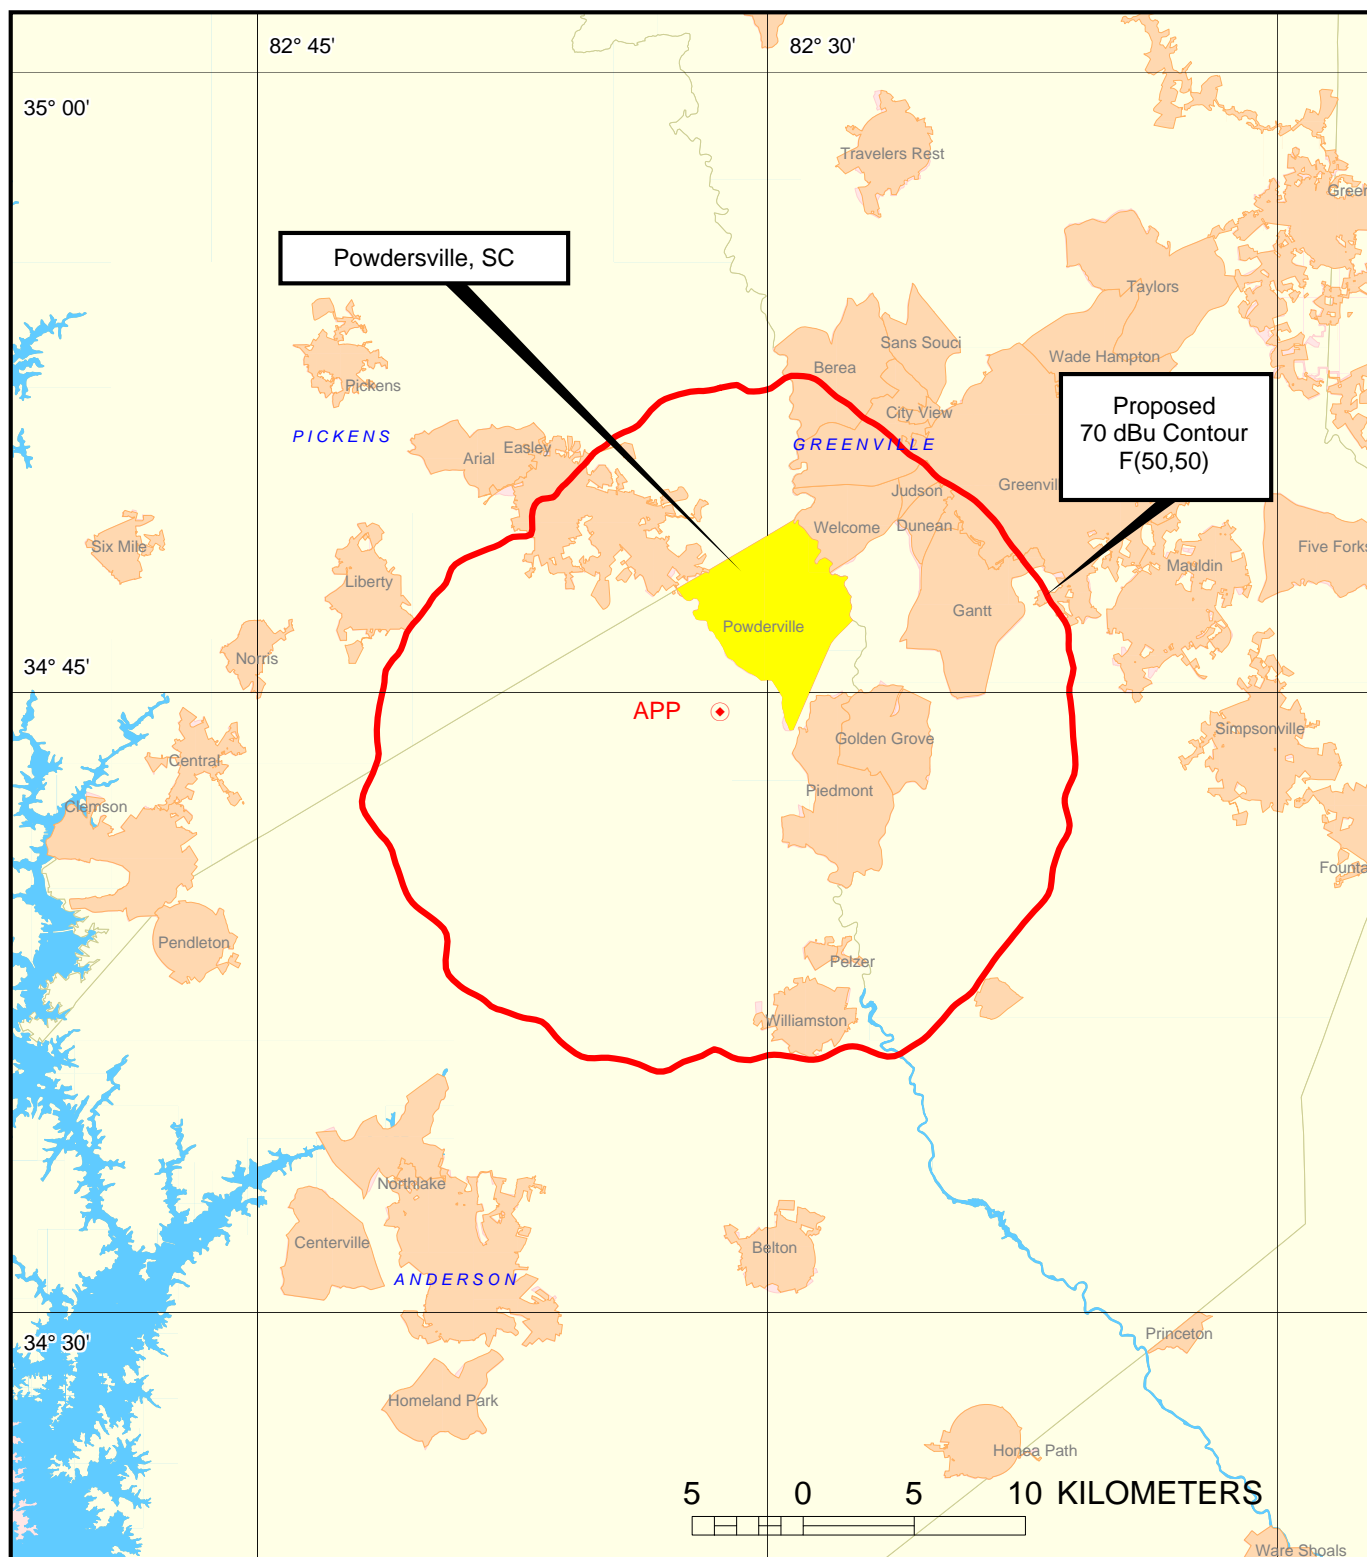 82° 45'
82° 30'
35° 00'
Travelers Rest
Green
Powdersville, SC
Taylors
Sans Souci
Wade Hampton
Berea
Pickens
Proposed
70 dBu Contour
F(50,50)
City View
PICKENS
GREENVILLE
Easley
Arial
Greenvil
Judson
Welcome
Dunean
Six Mile
Five Forks
Mauldin
Liberty
Gantt
Powderville
Norris
34° 45'
APP
Simpsonville
Golden Grove
Central
Piedmont
Clemson
Founta
Pendleton
Pelzer
Williamston
Northlake
Centerville
Belton
ANDERSON
Princeton
34° 30'
Homeland Park
Honea Path
5 0 5 10 KILOMETERS
Ware Shoals